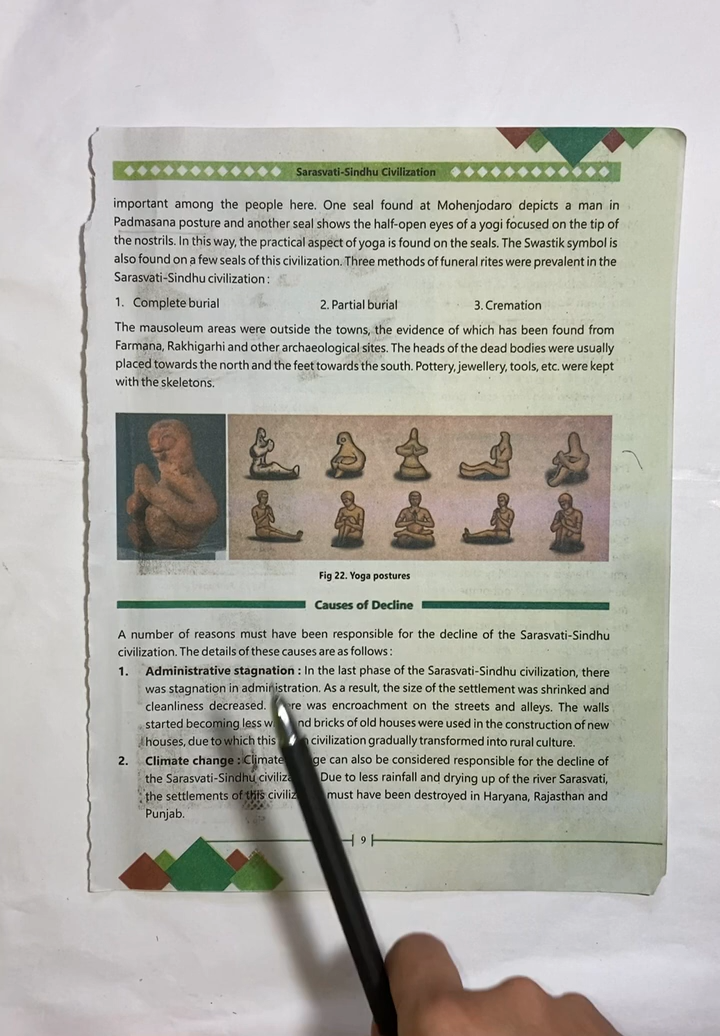 Sarasvati-Sindhu Civilization
important among the people here. One seal found at Mohenjodaro depicts a man in
Padmasana posture and another seal shows the half-open eyes of a yogi focused on the tip of
the nostrils. In this way, the practical aspect of yoga is found on the seals. The Swastik symbol is
also found on a few seals of this civilization. Three methods of funeral rites were prevalent in the
Sarasvati-Sindhu civilization :
1. Complete burial 2. Partial burial 3. Cremation
The mausoleum areas were outside the towns, the evidence of which has been found from
Farmana, Rakhigarhi and other archaeological sites. The heads of the dead bodies were usually
placed towards the north and the feet towards the south. Pottery, jewellery, tools, etc. were kept
with the skeletons.
Fig 22. Yoga postures
Causes of Decline
A number of reasons must have been responsible for the decline of the Sarasvati-Sindhu
civilization. The details of these causes are as follows :
1. Administrative stagnation : In the last phase of the Sarasvati-Sindhu civilization, there
was stagnation in administration. As a result, the size of the settlement was shrinked and
cleanliness decreased. was encroachment on the streets and alleys. The walls
started becoming less bricks of old houses were used in the construction of new
houses, due to which this civilization gradually transformed into rural culture.
2. Climate change : Climate can also be considered responsible for the decline of
the Sarasvati-Sindhu Due to less rainfall and drying up of the river Sarasvati,
the settlements of this must have been destroyed in Haryana, Rajasthan and
Punjab.
9